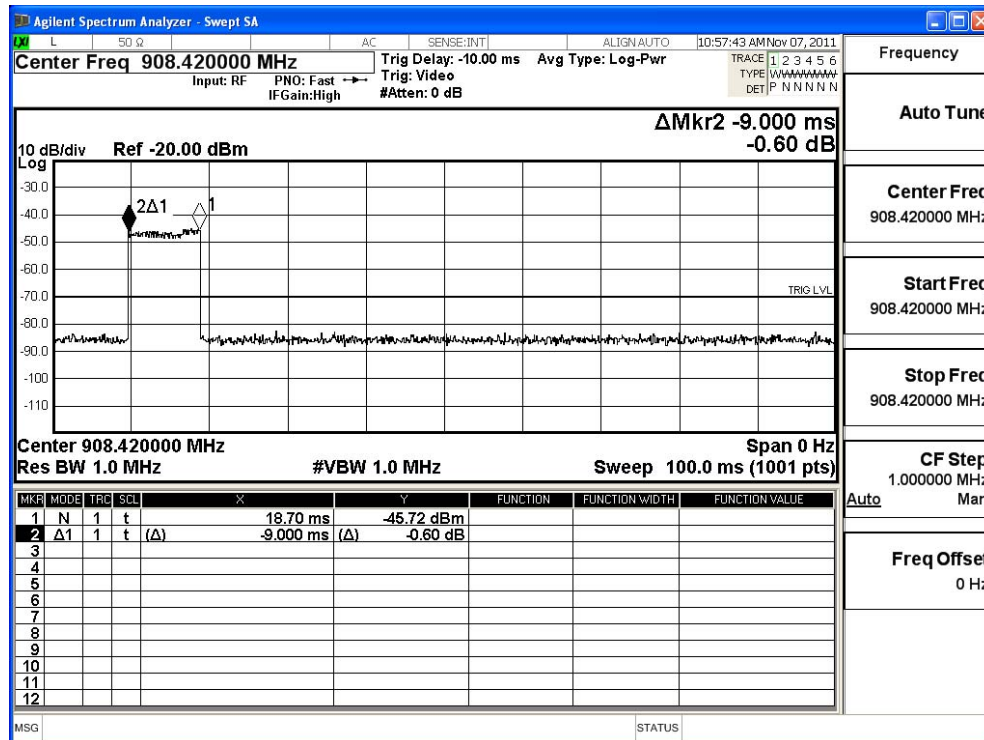 Agilent Spectrum Analyzer - Swept SA
LXI L 50 Ω AC SENSE:INT ALIGN AUTO 10:57:43 AM Nov 07, 2011
Center Freq 908.420000 MHz
Input: RF PNO: Fast
IFGain:High
Trig Delay: -10.00 ms Avg Type: Log-Pwr
Trig: Video
#Atten: 0 dB
TRACE 1 2 3 4 5 6
TYPE WWWWWW
DET P N N N N N
ΔMkr2 -9.000 ms
-0.60 dB
10 dB/div Ref -20.00 dBm
Log
-30.0
-40.0
-50.0
-60.0
-70.0
-80.0
-90.0
-100
-110
2Δ1
1
TRIG LVL
Center 908.420000 MHz Span 0 Hz
Res BW 1.0 MHz #VBW 1.0 MHz Sweep 100.0 ms (1001 pts)
MKR MODE TRC SCL X Y FUNCTION FUNCTION WIDTH FUNCTION VALUE
1 N 1 t 18.70 ms -45.72 dBm
2 Δ1 1 t (Δ) -9.000 ms (Δ) -0.60 dB
3
4
5
6
7
8
9
10
11
12
MSG STATUS
Frequency
Auto Tune
Center Freq
908.420000 MHz
Start Freq
908.420000 MHz
Stop Freq
908.420000 MHz
CF Step
1.000000 MHz
Auto Man
Freq Offset
0 Hz